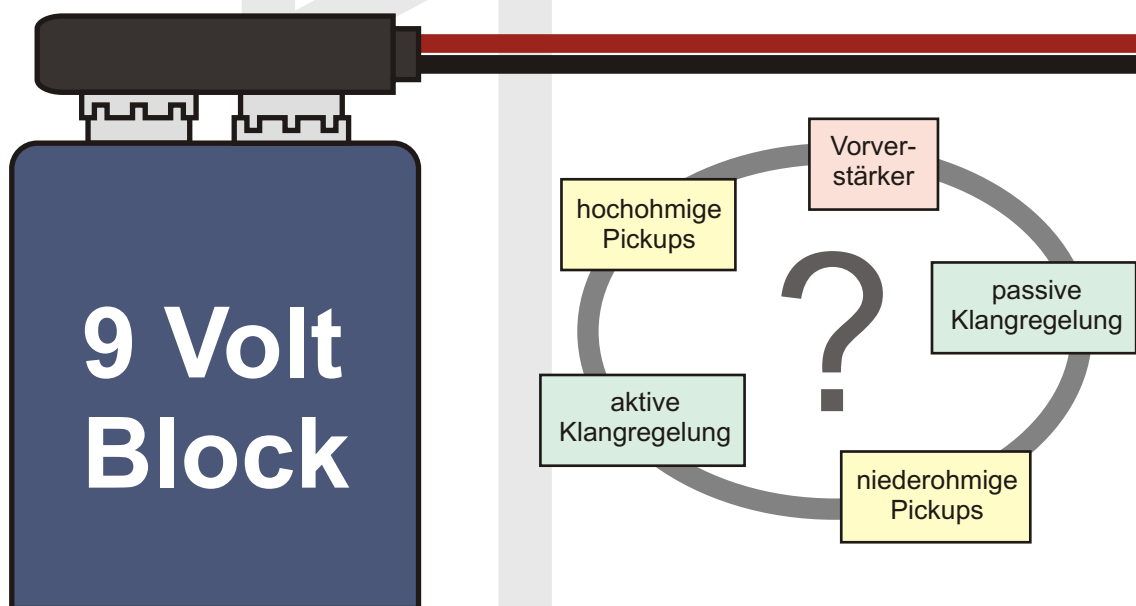 9 Volt
Block
Vorver-
stärker
hochohmige
Pickups
?
passive
Klangregelung
aktive
Klangregelung
niederohmige
Pickups